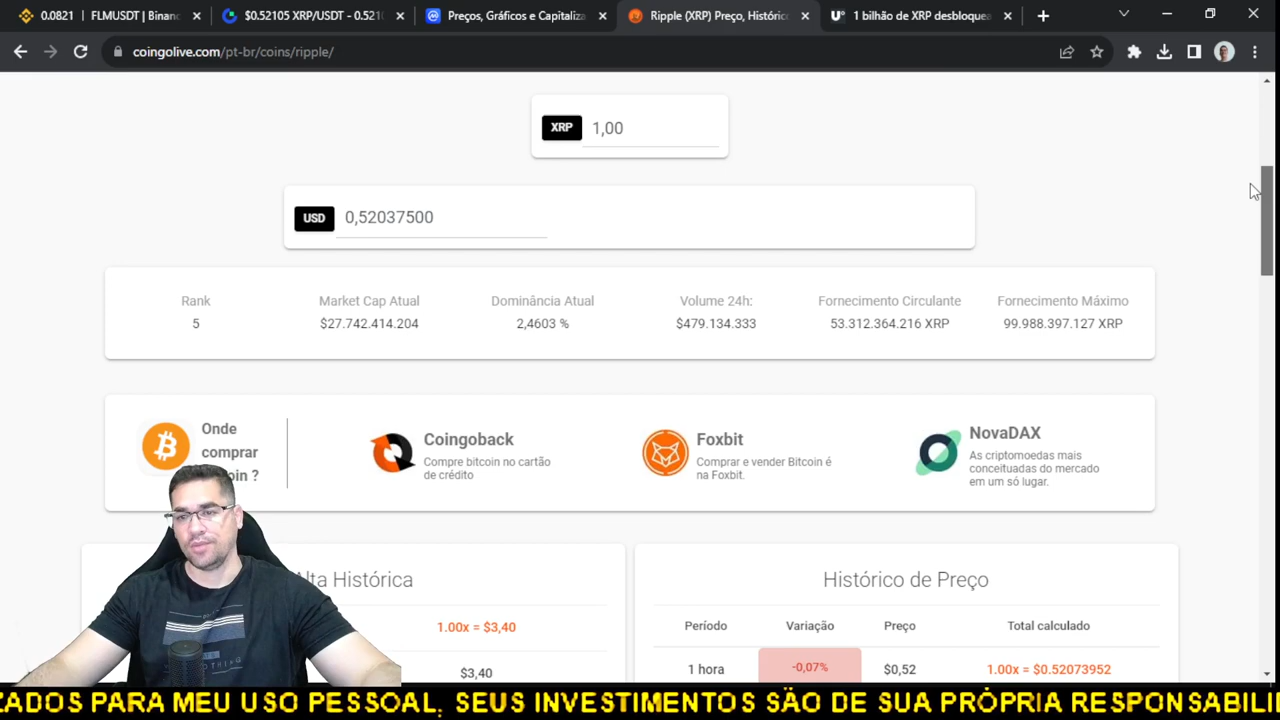 0.0821 | FLMUSDT | Binanc
$0.52105 XRP/USDT - 0.521
Preços, Gráficos e Capitaliza
Ripple (XRP) Preço, Históric
1 bilhão de XRP desbloquea
coingolive.com/pt-br/coins/ripple/
XRP
1,00
USD
0,52037500
Rank
Market Cap Atual
Dominância Atual
Volume 24h:
Fornecimento Circulante
Fornecimento Máximo
5
$27.742.414.204
2,4603 %
$479.134.333
53.312.364.216 XRP
99.988.397.127 XRP
Onde
comprar
oin ?
Coingoback
Compre bitcoin no cartão
de crédito
Foxbit
Comprar e vender Bitcoin é
na Foxbit.
NovaDAX
As criptomoedas mais
conceituadas do mercado
em um só lugar.
Alta Histórica
1.00x = $3,40
$3,40
Histórico de Preço
Período
Variação
Preço
Total calculado
1 hora
-0,07%
$0,52
1.00x = $0.52073952
ZADOS PARA MEU USO PESSOAL, SEUS INVESTIMENTOS SÃO DE SUA PRÓPRIA RESPONSABILI